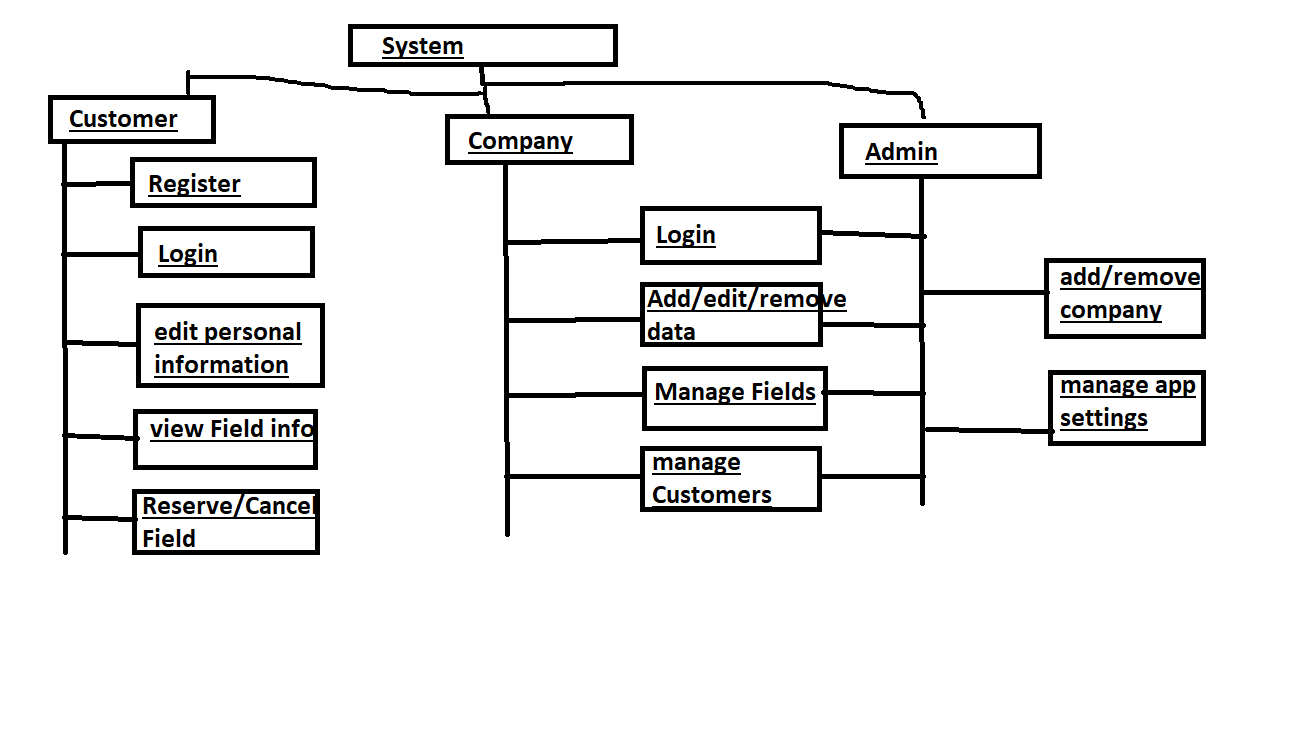 System
Customer
Company
Admin
Register
Login
edit personal
information
view Field info
Reserve/Cancel
Field
Login
Add/edit/remove
data
Manage Fields
manage
Customers
add/remove
company
manage app
settings